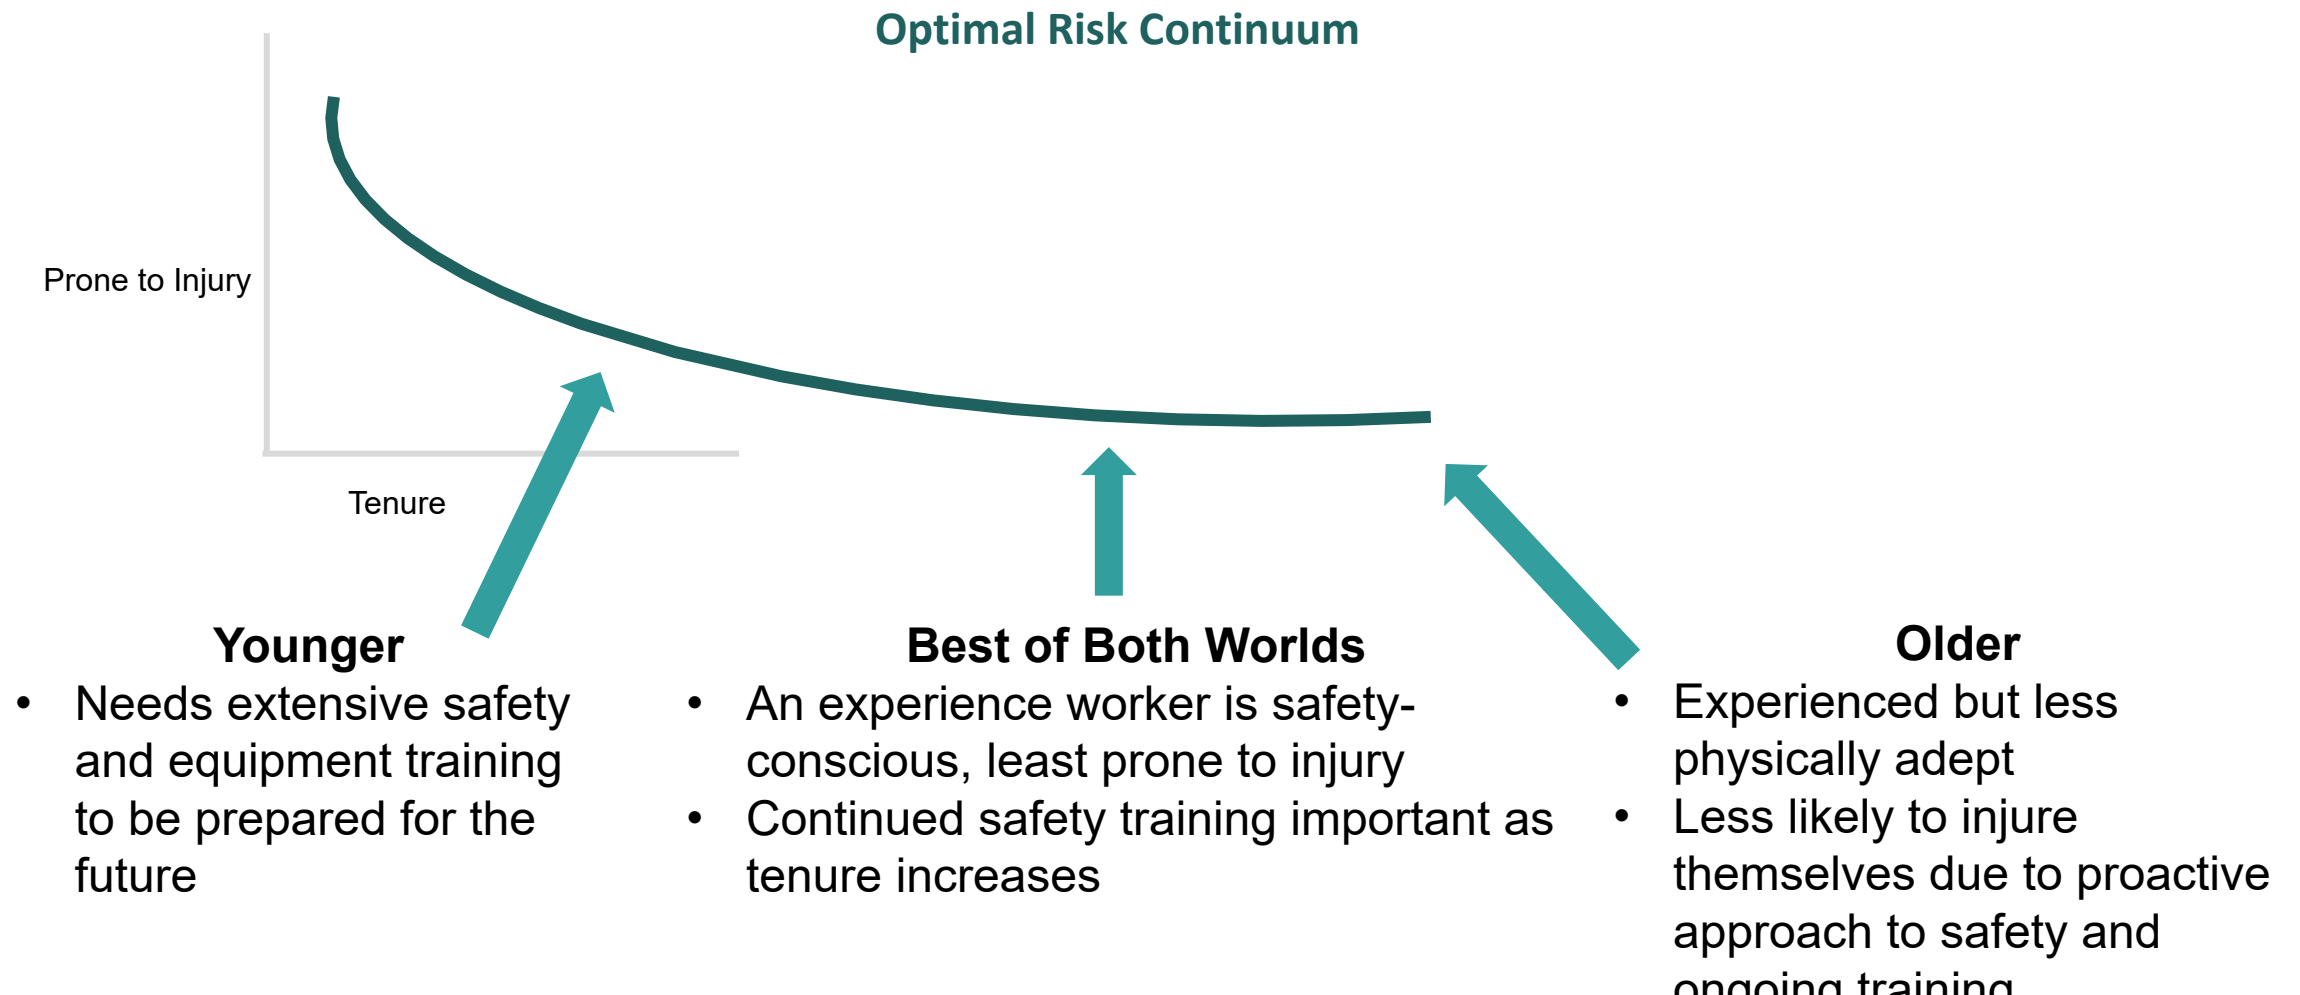 Optimal Risk Continuum
Prone to Injury
Tenure
Younger
• Needs extensive safety
and equipment training
to be prepared for the
future
Best of Both Worlds
• An experience worker is safety-
conscious, least prone to injury
• Continued safety training important as
tenure increases
Older
• Experienced but less
physically adept
• Less likely to injure
themselves due to proactive
approach to safety and
ongoing training